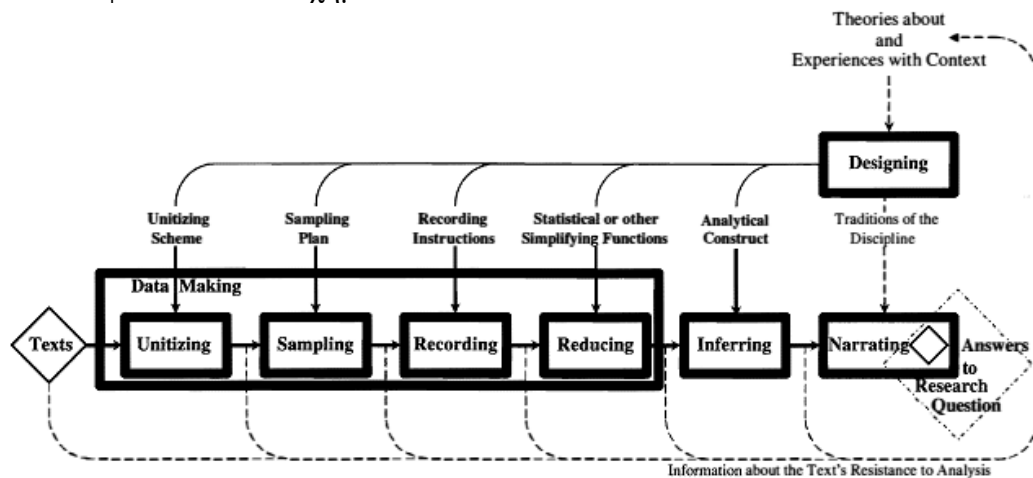 Theories about
and
Experiences with Context
Designing
Unitizing
Scheme
Sampling
Plan
Recording
Instructions
Statistical or other
Simplifying Functions
Analytical
Construct
Traditions of the
Discipline
Data Making
Texts
Unitizing
Sampling
Recording
Reducing
Inferring
Narrating
Answers
to
Research
Question
Information about the Text's Resistance to Analysis